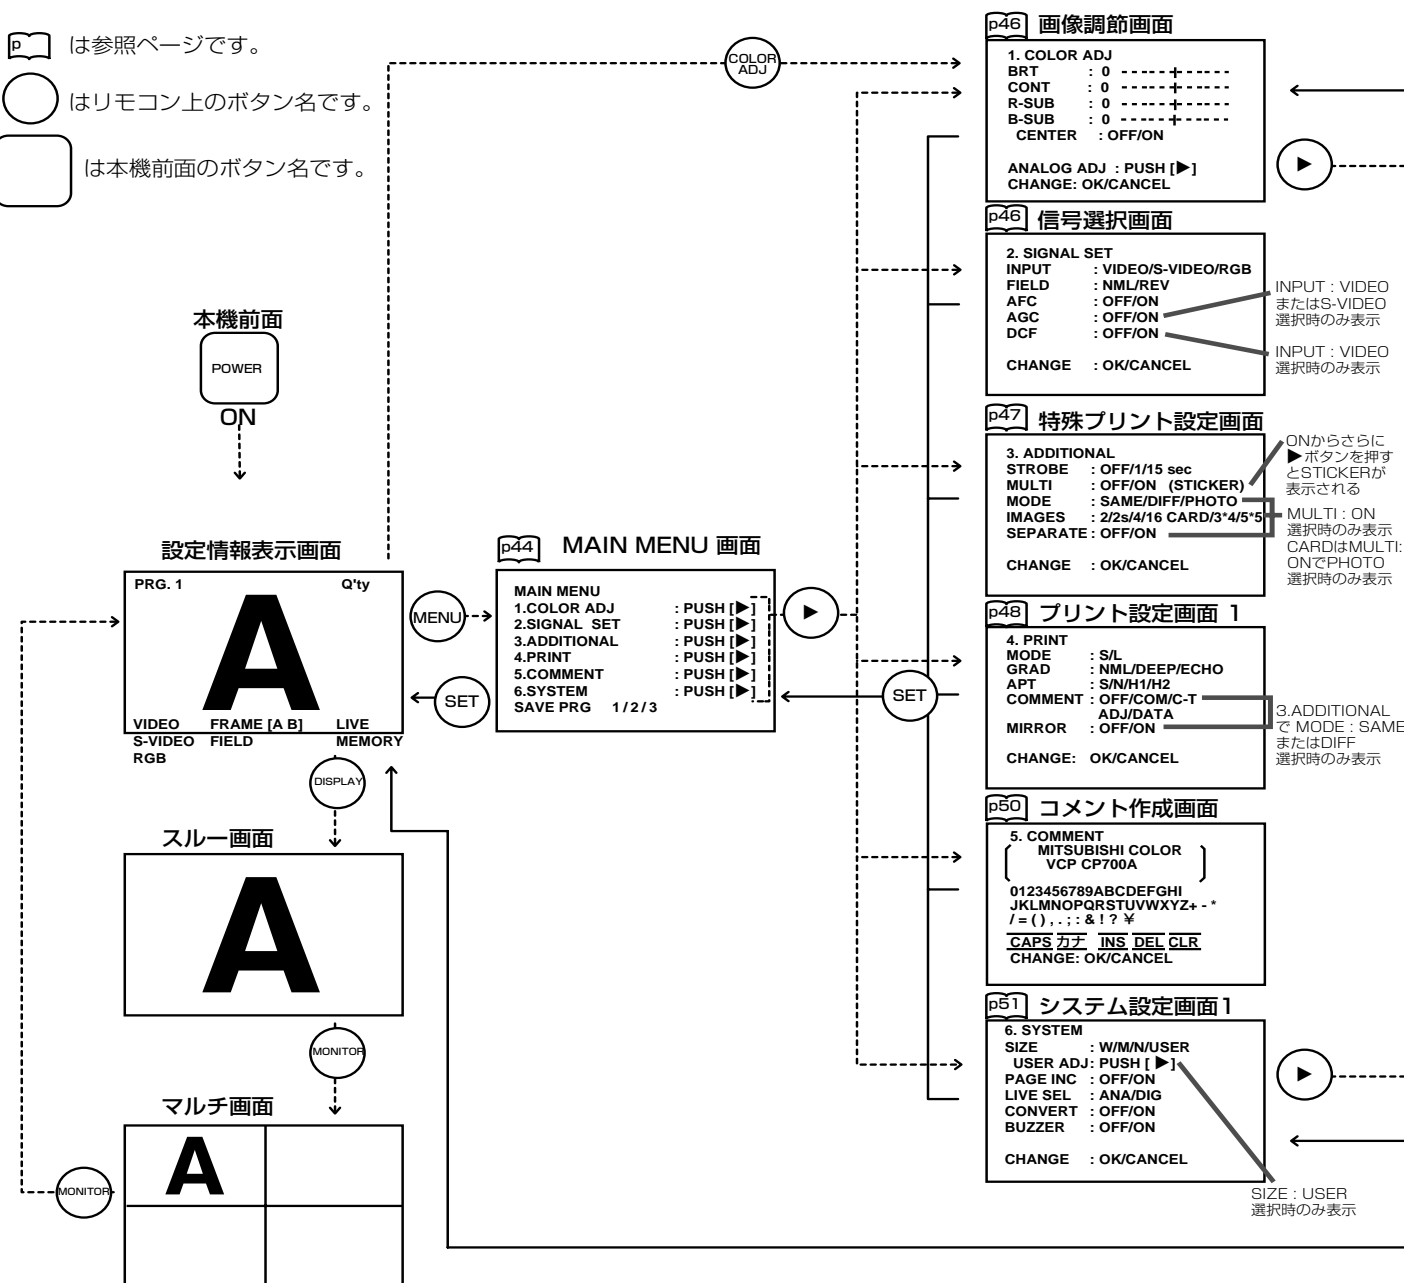 p は参照ページです。
はリモコン上のボタン名です。
は本機前面のボタン名です。
COLOR
ADJ
本機前面
POWER
ON
設定情報表示画面
PRG. 1 Q'ty
A
VIDEO FRAME [A B] LIVE
S-VIDEO FIELD MEMORY
RGB
DISPLAY
スルー画面
A
MONITOR
マルチ画面
A
MONITOR
MENU
SET
p44 MAIN MENU 画面
MAIN MENU
1.COLOR ADJ : PUSH [▶]
2.SIGNAL SET : PUSH [▶]
3.ADDITIONAL : PUSH [▶]
4.PRINT : PUSH [▶]
5.COMMENT : PUSH [▶]
6.SYSTEM : PUSH [▶]
SAVE PRG 1 / 2 / 3
▶
SET
p46 画像調節画面
1. COLOR ADJ
BRT : 0 - - - - - + - - - - -
CONT : 0 - - - - - + - - - - -
R-SUB : 0 - - - - - + - - - - -
B-SUB : 0 - - - - - + - - - - -
CENTER : OFF/ON
ANALOG ADJ : PUSH [▶]
CHANGE: OK/CANCEL
▶
p46 信号選択画面
2. SIGNAL SET
INPUT : VIDEO/S-VIDEO/RGB
FIELD : NML/REV
AFC : OFF/ON
AGC : OFF/ON
DCF : OFF/ON
CHANGE : OK/CANCEL
INPUT : VIDEO
またはS-VIDEO
選択時のみ表示
INPUT : VIDEO
選択時のみ表示
p47 特殊プリント設定画面
3. ADDITIONAL
STROBE : OFF/1/15 sec
MULTI : OFF/ON (STICKER)
MODE : SAME/DIFF/PHOTO
IMAGES : 2/2s/4/16 CARD/3*4/5*5
SEPARATE : OFF/ON
CHANGE : OK/CANCEL
ONからさらに
▶ボタンを押す
とSTICKERが
表示される
MULTI : ON
選択時のみ表示
CARDはMULTI:
ONでPHOTO
選択時のみ表示
p48 プリント設定画面 1
4. PRINT
MODE : S/L
GRAD : NML/DEEP/ECHO
APT : S/N/H1/H2
COMMENT : OFF/COM/C-T
ADJ/DATA
MIRROR : OFF/ON
CHANGE: OK/CANCEL
3.ADDITIONAL
で MODE : SAME
またはDIFF
選択時のみ表示
p50 コメント作成画面
5. COMMENT
MITSUBISHI COLOR
VCP CP700A
0123456789ABCDEFGHI
JKLMNOPQRSTUVWXYZ+ - *
/ = ( ) , . ; : & ! ? ¥
CAPS カナ INS DEL CLR
CHANGE: OK/CANCEL
p51 システム設定画面1
6. SYSTEM
SIZE : W/M/N/USER
USER ADJ: PUSH [ ▶]
PAGE INC : OFF/ON
LIVE SEL : ANA/DIG
CONVERT : OFF/ON
BUZZER : OFF/ON
CHANGE : OK/CANCEL
▶
SIZE : USER
選択時のみ表示